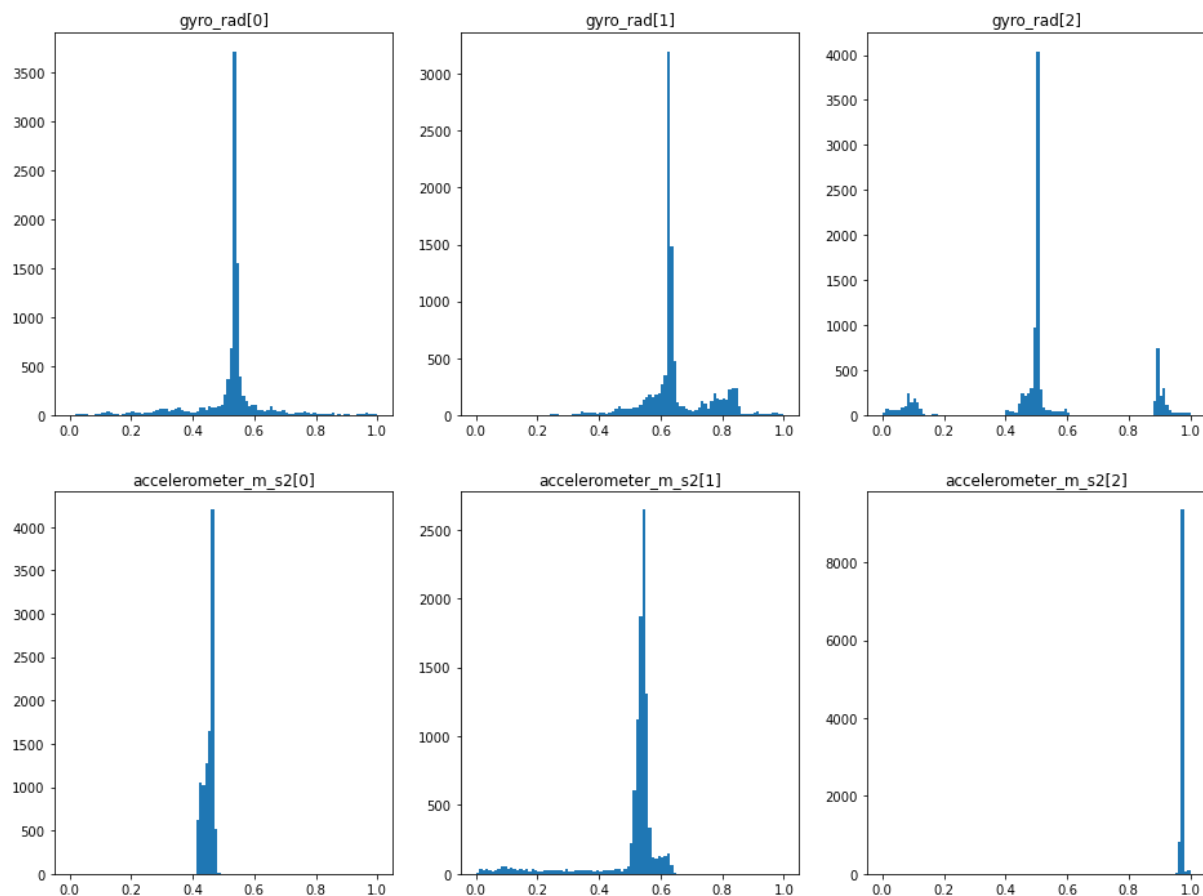 gyro_rad[0] gyro_rad[1] gyro_rad[2]
3500 3000 4000
3000 2500 3500
2500 2000 3000
2000 1500 2500
1500 1000 2000
1000 500 1500
500 0 1000
0 500
0
0.0 0.2 0.4 0.6 0.8 1.0 0.0 0.2 0.4 0.6 0.8 1.0 0.0 0.2 0.4 0.6 0.8 1.0
accelerometer_m_s2[0] accelerometer_m_s2[1] accelerometer_m_s2[2]
4000 2500 8000
3500 2000 6000
3000 1500 4000
2500 1000 2000
2000 500 0
1500 0
1000
500
0
0.0 0.2 0.4 0.6 0.8 1.0 0.0 0.2 0.4 0.6 0.8 1.0 0.0 0.2 0.4 0.6 0.8 1.0